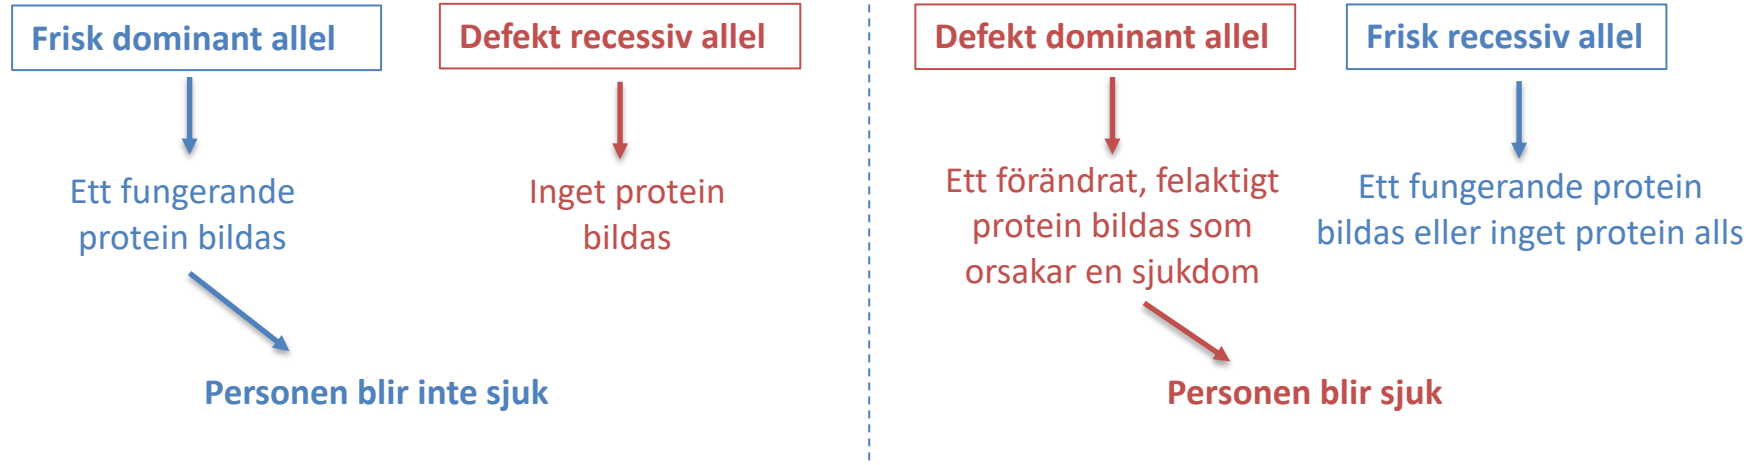 Frisk dominant allel
Defekt recessiv allel
Defekt dominant allel
Frisk recessiv allel
Ett fungerande
protein bildas
Inget protein
bildas
Ett förändrat, felaktigt
protein bildas som
orsakar en sjukdom
Ett fungerande protein
bildas eller inget protein alls
Personen blir inte sjuk
Personen blir sjuk